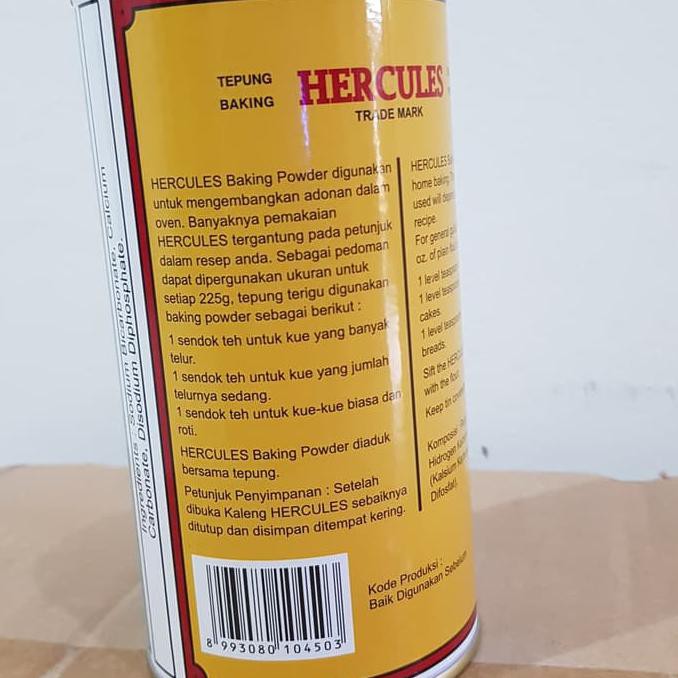 TEPUNG
BAKING
HERCULES
TRADE MARK
HERCULES Baking Powder digunakan
untuk mengembangkan adonan dalam
oven. Banyaknya pemakaian
HERCULES tergantung pada petunjuk
dalam resep anda. Sebagai pedoman
dapat dipergunakan ukuran untuk
setiap 225g, tepung terigu digunakan
baking powder sebagai berikut :
1 sendok teh untuk kue yang banyak
telur.
1 sendok teh untuk kue yang jumlah
telurnya sedang.
1 sendok teh untuk kue-kue biasa dan
roti.
HERCULES Baking Powder diaduk
bersama tepung.
Petunjuk Penyimpanan : Setelah
dibuka Kaleng HERCULES sebaiknya
ditutup dan disimpan ditempat kering.
HERCULES
home baking.
used will
recipe.
For general
oz. of plain
1 level
1 level
cakes.
1 level
breads.
Sift the
with the flour.
Keep tin
Komposisi :
Hidrogen
(Kalsium
Difosfat).
Kode Produksi :
Baik Digunakan Sebelum
8 993080 104503
Ingredients : Sodium Bicarbonate, Calcium
Carbonate, Disodium Diphosphate.